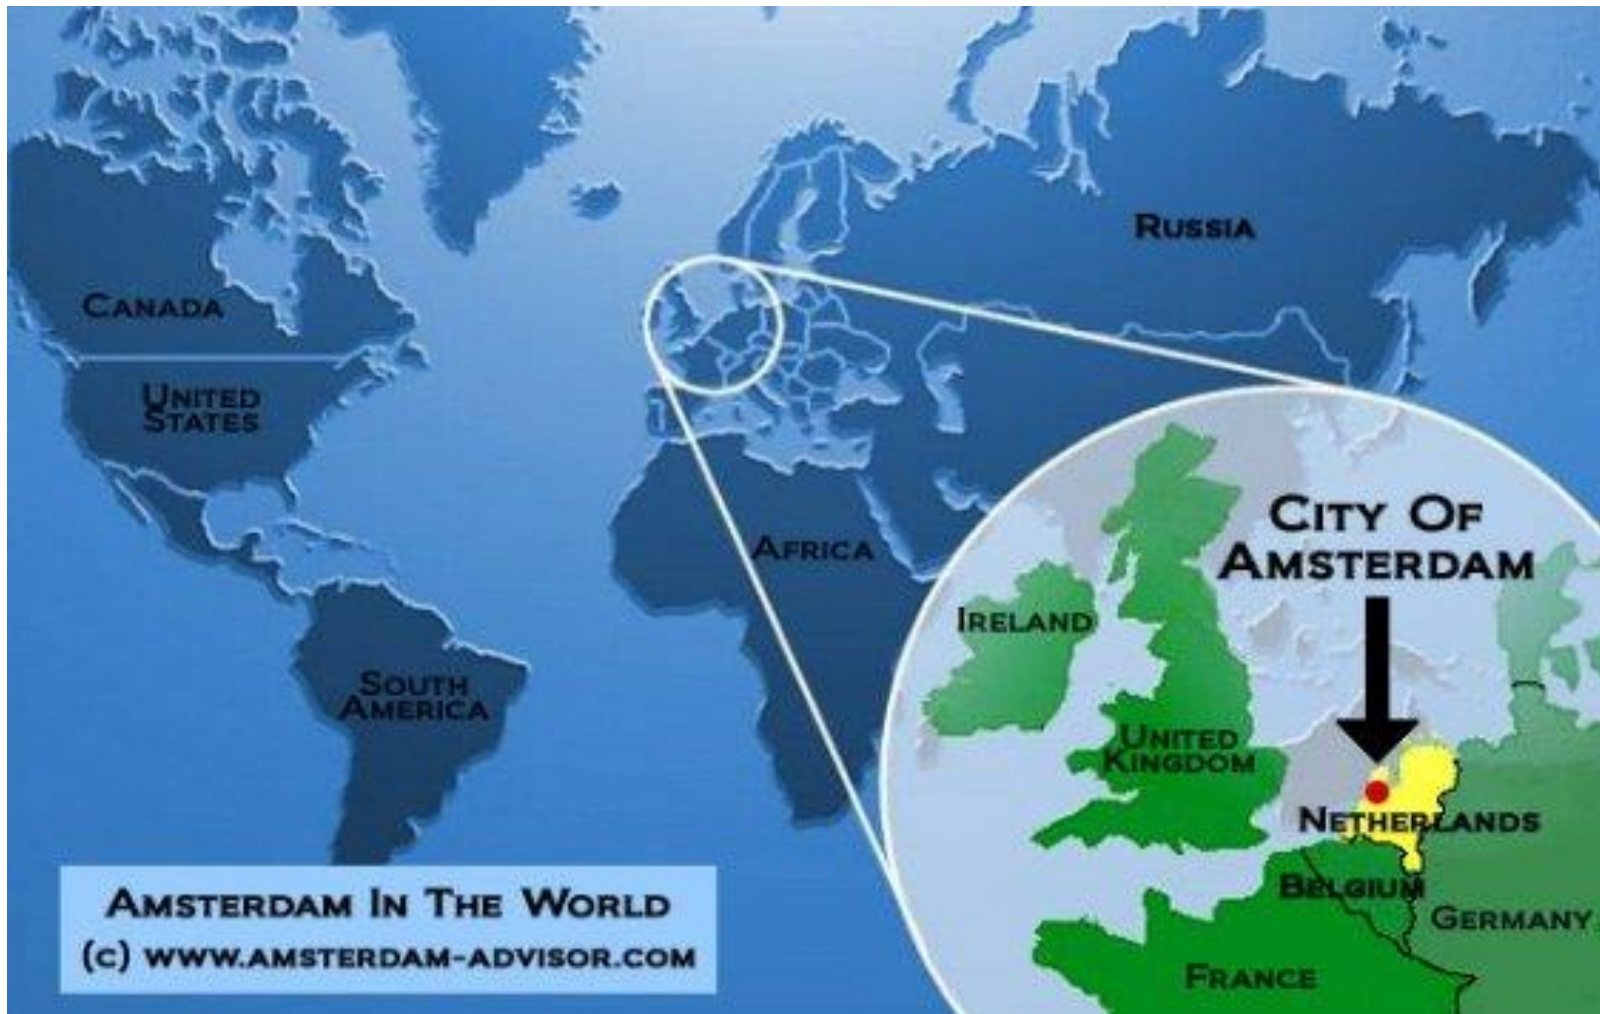 Russia
Canada
United
States
Africa
South
America
City Of
Amsterdam
Ireland
United
Kingdom
Netherlands
Belgium
Germany
France
Amsterdam In The World
(c) www.amsterdam-advisor.com